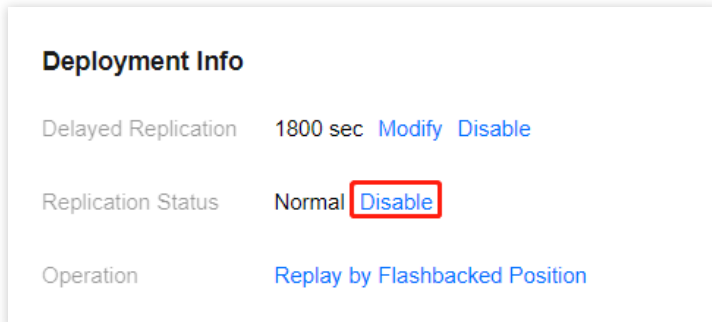 Deployment Info
Delayed Replication 1800 sec Modify Disable
Replication Status Normal Disable
Operation Replay by Flashbacked Position